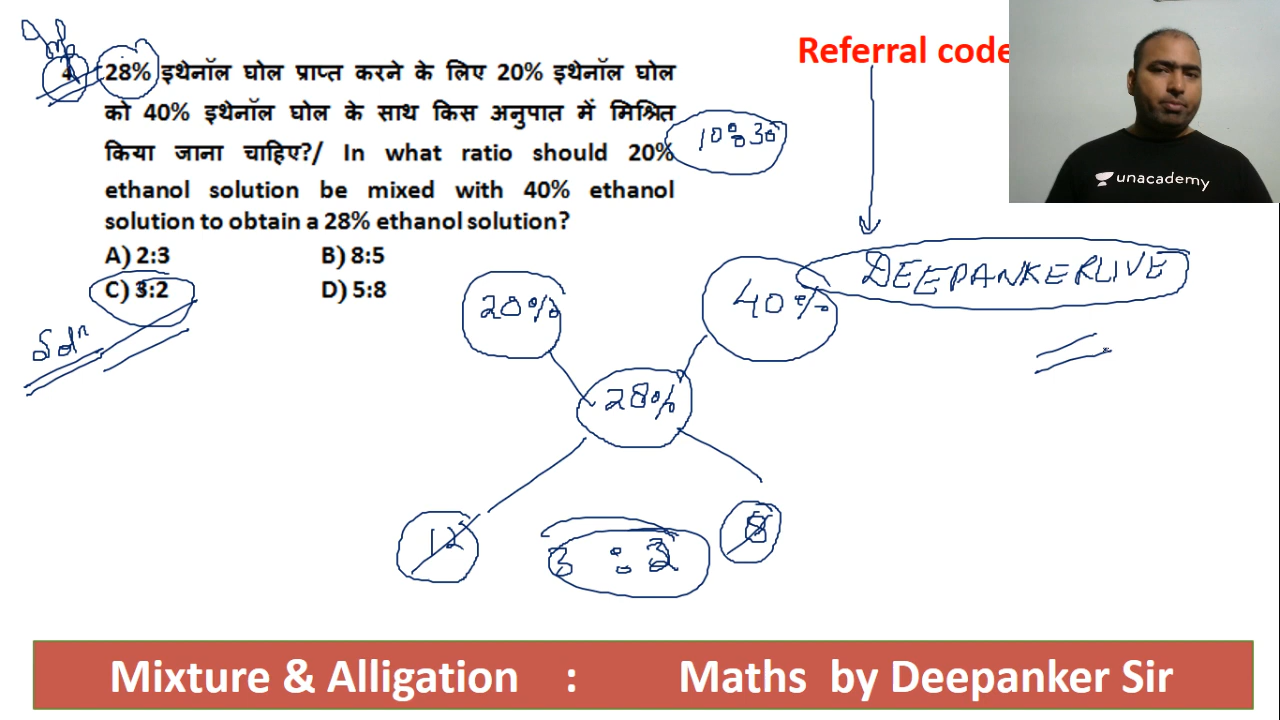 Referral code
4 28% इथेनॉल घोल प्राप्त करने के लिए 20% इथेनॉल घोल
को 40% इथेनॉल घोल के साथ किस अनुपात में मिश्रित
किया जाना चाहिए?/ In what ratio should 20%
ethanol solution be mixed with 40% ethanol
solution to obtain a 28% ethanol solution?
A) 2:3 B) 8:5
C) 3:2 D) 5:8
10:30
unacademy
DEEPANKERLIVE
Soln
20% 40%
28%
12 3 : 2 8
Mixture & Alligation : Maths by Deepanker Sir